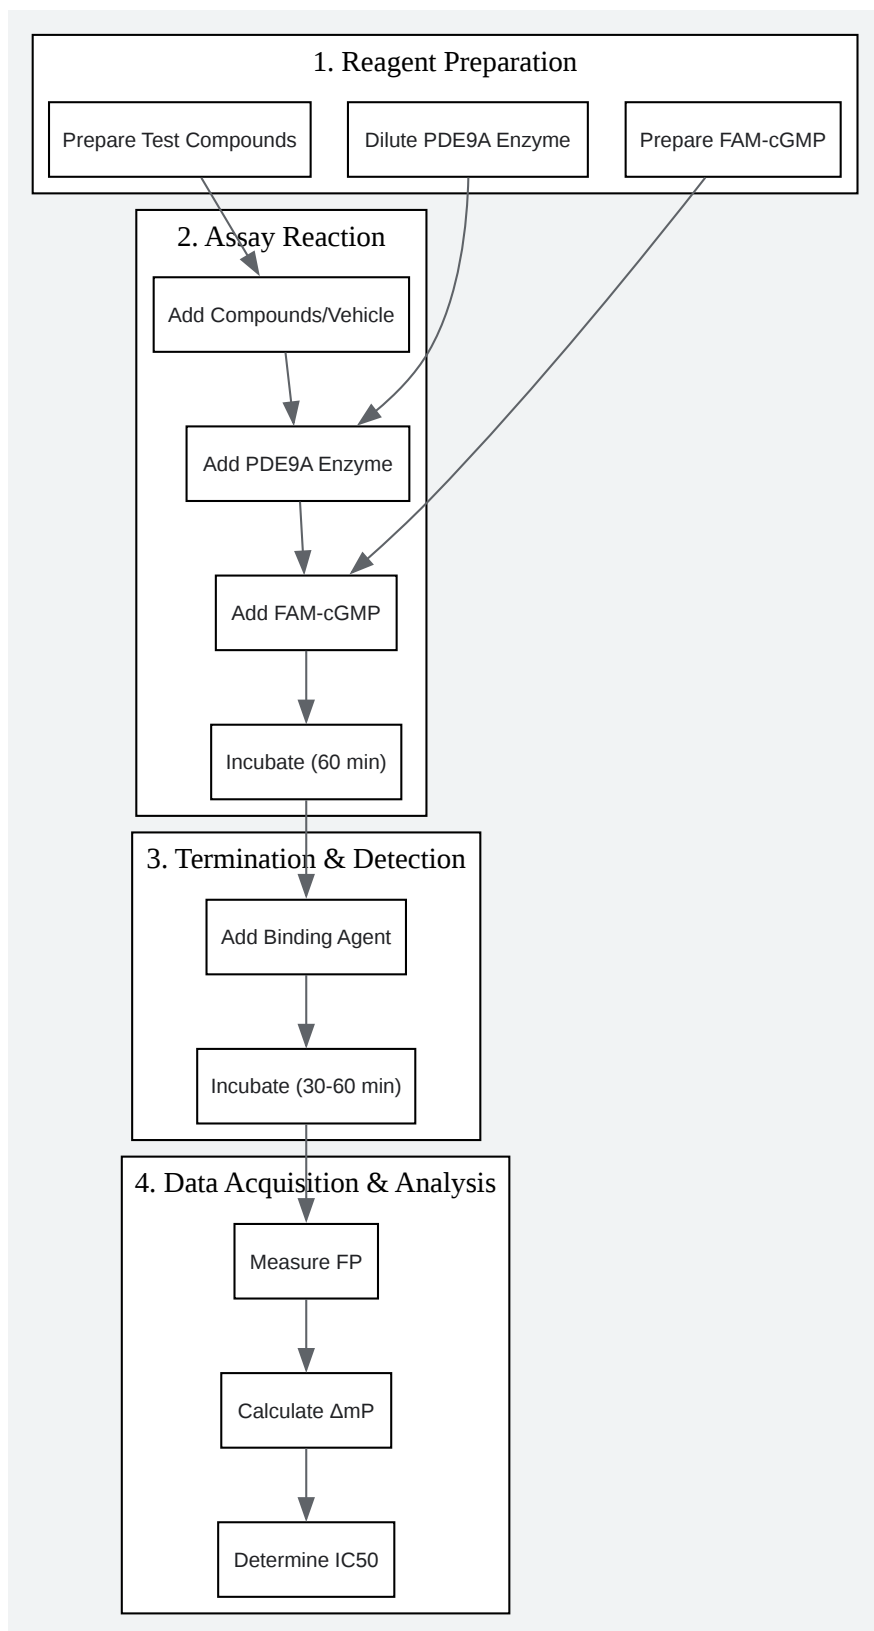 1. Reagent Preparation
Prepare Test Compounds
Dilute PDE9A Enzyme
Prepare FAM-cGMP
2. Assay Reaction
Add Compounds/Vehicle
Add PDE9A Enzyme
Add FAM-cGMP
Incubate (60 min)
3. Termination & Detection
Add Binding Agent
Incubate (30-60 min)
4. Data Acquisition & Analysis
Measure FP
Calculate ΔmP
Determine IC50